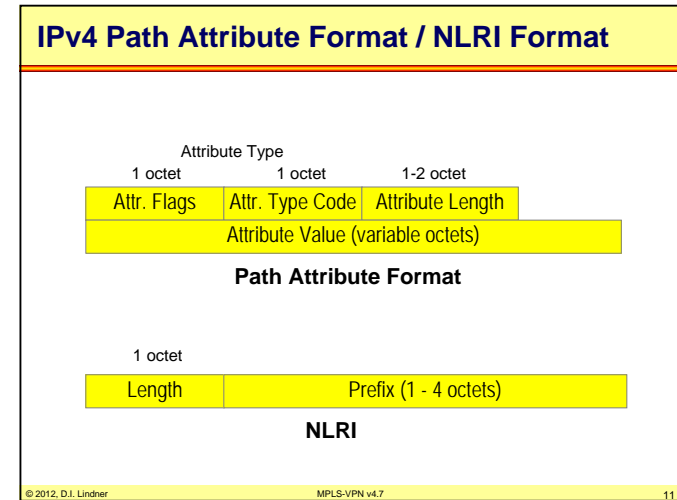 IPv4 Path Attribute Format / NLRI Format
Attribute Type
1 octet 1 octet 1-2 octet
Attr. Flags Attr. Type Code Attribute Length
Attribute Value (variable octets)
Path Attribute Format
1 octet
Length Prefix (1 - 4 octets)
NLRI
© 2012, D.I. Lindner MPLS-VPN v4.7 11